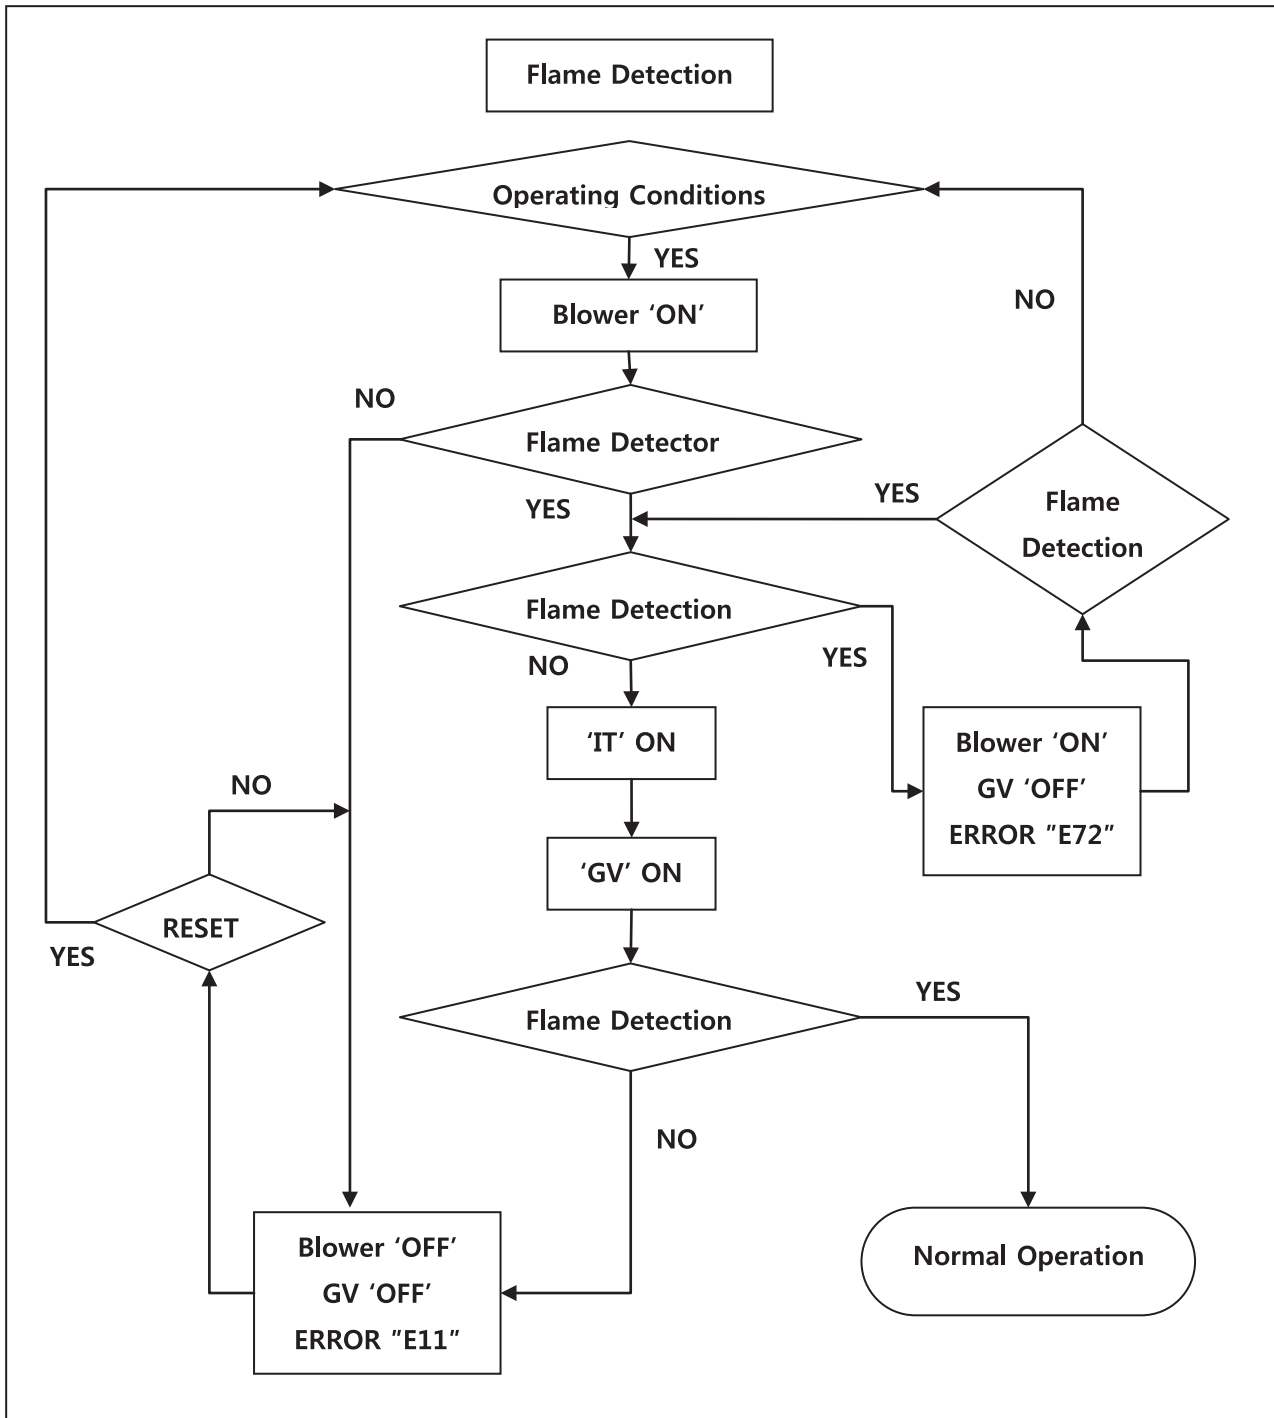 Flame Detection
Operating Conditions
YES
Blower ‘ON’
NO
NO
Flame Detector
YES
YES
Flame
Detection
Flame Detection
NO
YES
‘IT’ ON
Blower ‘ON’
GV ‘OFF’
ERROR ”E72”
NO
‘GV’ ON
RESET
YES
Flame Detection
YES
NO
Blower ‘OFF’
GV ‘OFF’
ERROR ”E11”
Normal Operation